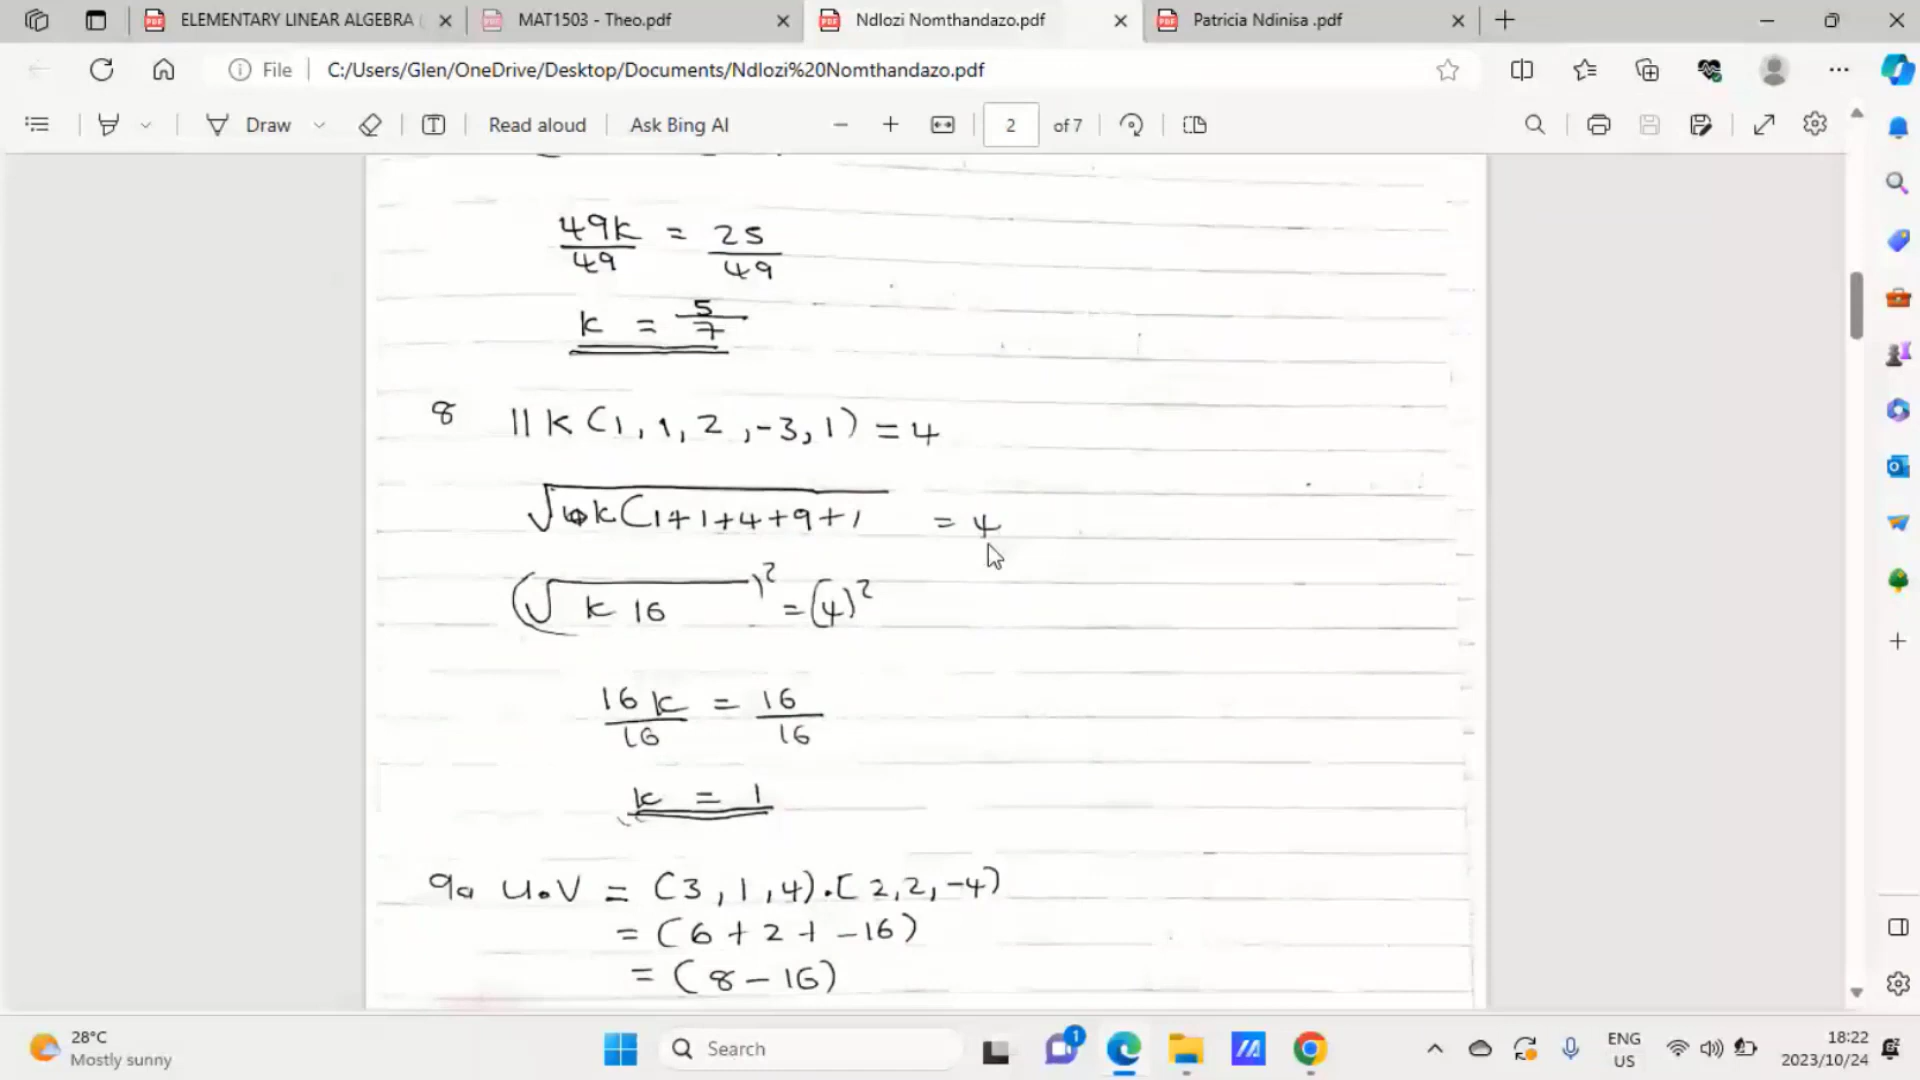 ELEMENTARY LINEAR ALGEBRA
MAT1503 - Theo.pdf
Ndlozi Nomthandazo.pdf
Patricia Ndinisa .pdf
File
C:/Users/Glen/OneDrive/Desktop/Documents/Ndlozi%20Nomthandazo.pdf
Draw
Read aloud
Ask Bing AI
2 of 7
49k/49 = 25/49
k = 5/7
8 ||k(1,1,2,-3,1) = 4
√k(1+1+4+9+1 = 4
(√k 16)² = (4)²
16k/16 = 16/16
k = 1
9a u.v = (3,1,4).(2,2,-4)
= (6 + 2 + -16)
= (8 - 16)
28°C
Mostly sunny
Search
1
ENG
US
18:22
2023/10/24